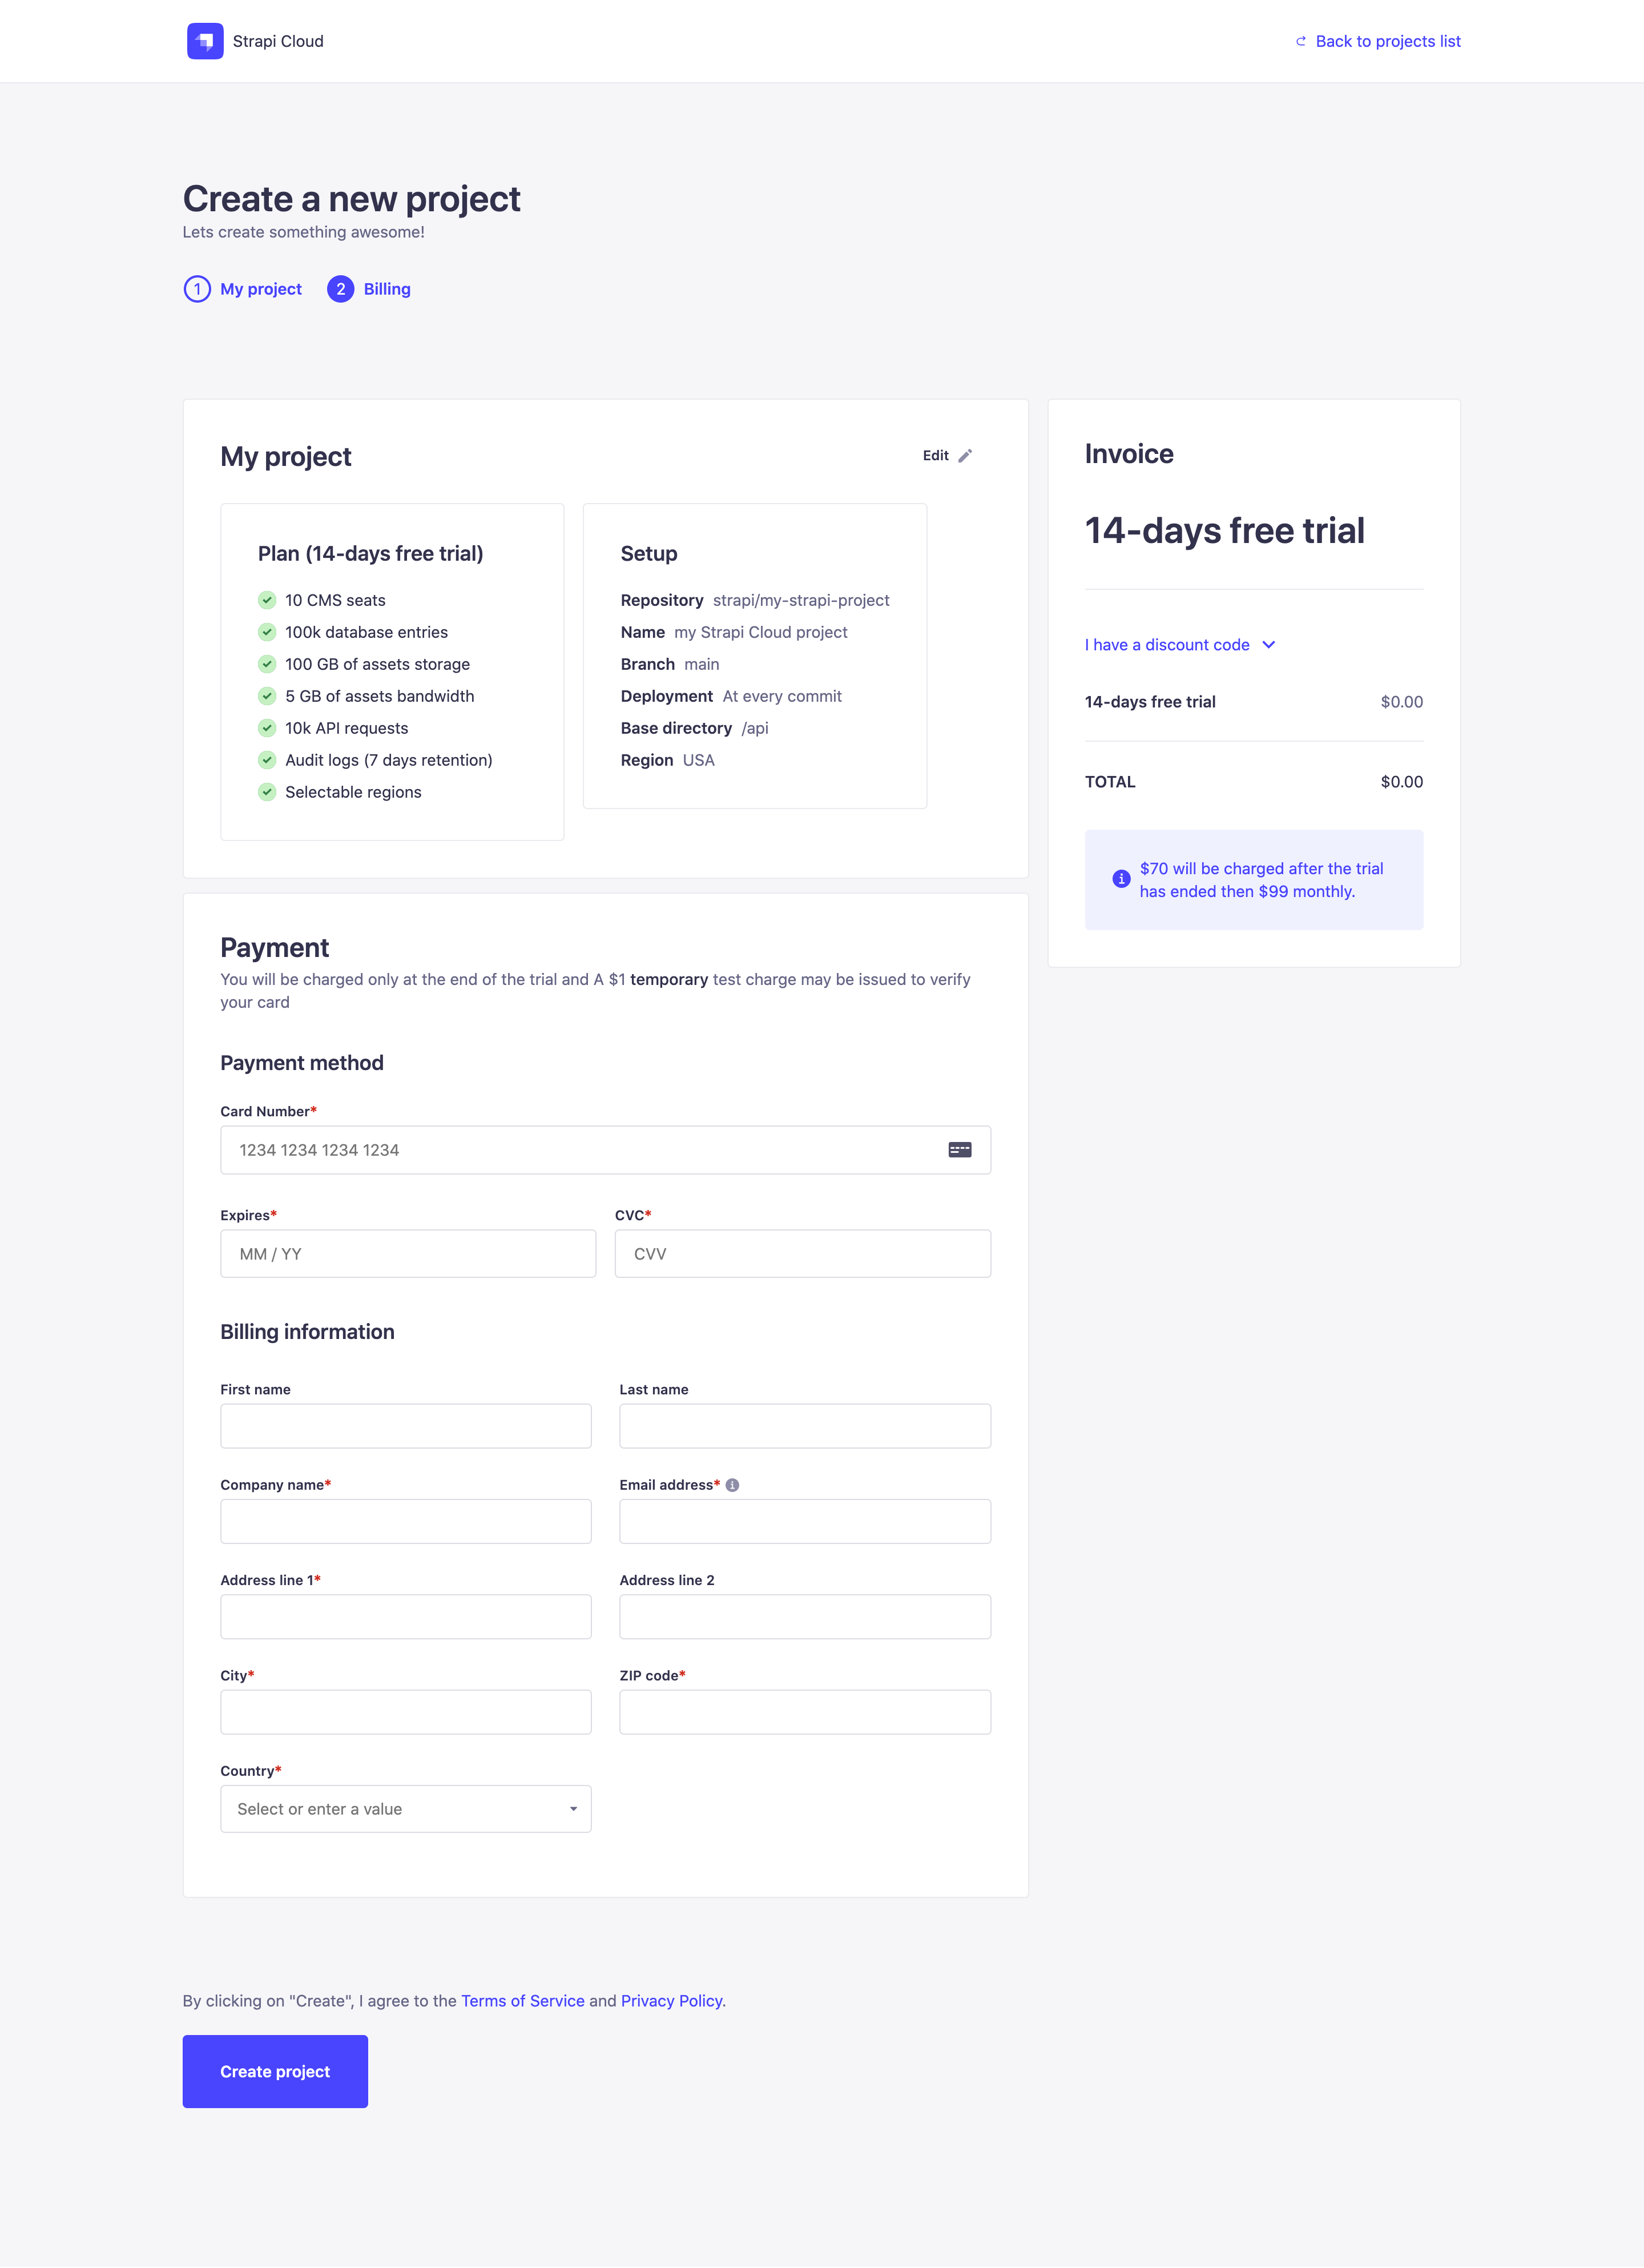 Strapi Cloud
Back to projects list
Create a new project
Lets create something awesome!
1 My project 2 Billing
My project
Edit
Plan (14-days free trial)
10 CMS seats
100k database entries
100 GB of assets storage
5 GB of assets bandwidth
10k API requests
Audit logs (7 days retention)
Selectable regions
Setup
Repository strapi/my-strapi-project
Name my Strapi Cloud project
Branch main
Deployment At every commit
Base directory /api
Region USA
Invoice
14-days free trial
I have a discount code
14-days free trial $0.00
TOTAL $0.00
$70 will be charged after the trial
has ended then $99 monthly.
Payment
You will be charged only at the end of the trial and A $1 temporary test charge may be issued to verify
your card
Payment method
Card Number*
1234 1234 1234 1234
Expires* CVC*
MM / YY CVV
Billing information
First name Last name
Company name* Email address*
Address line 1* Address line 2
City* ZIP code*
Country*
Select or enter a value
By clicking on "Create", I agree to the Terms of Service and Privacy Policy.
Create project